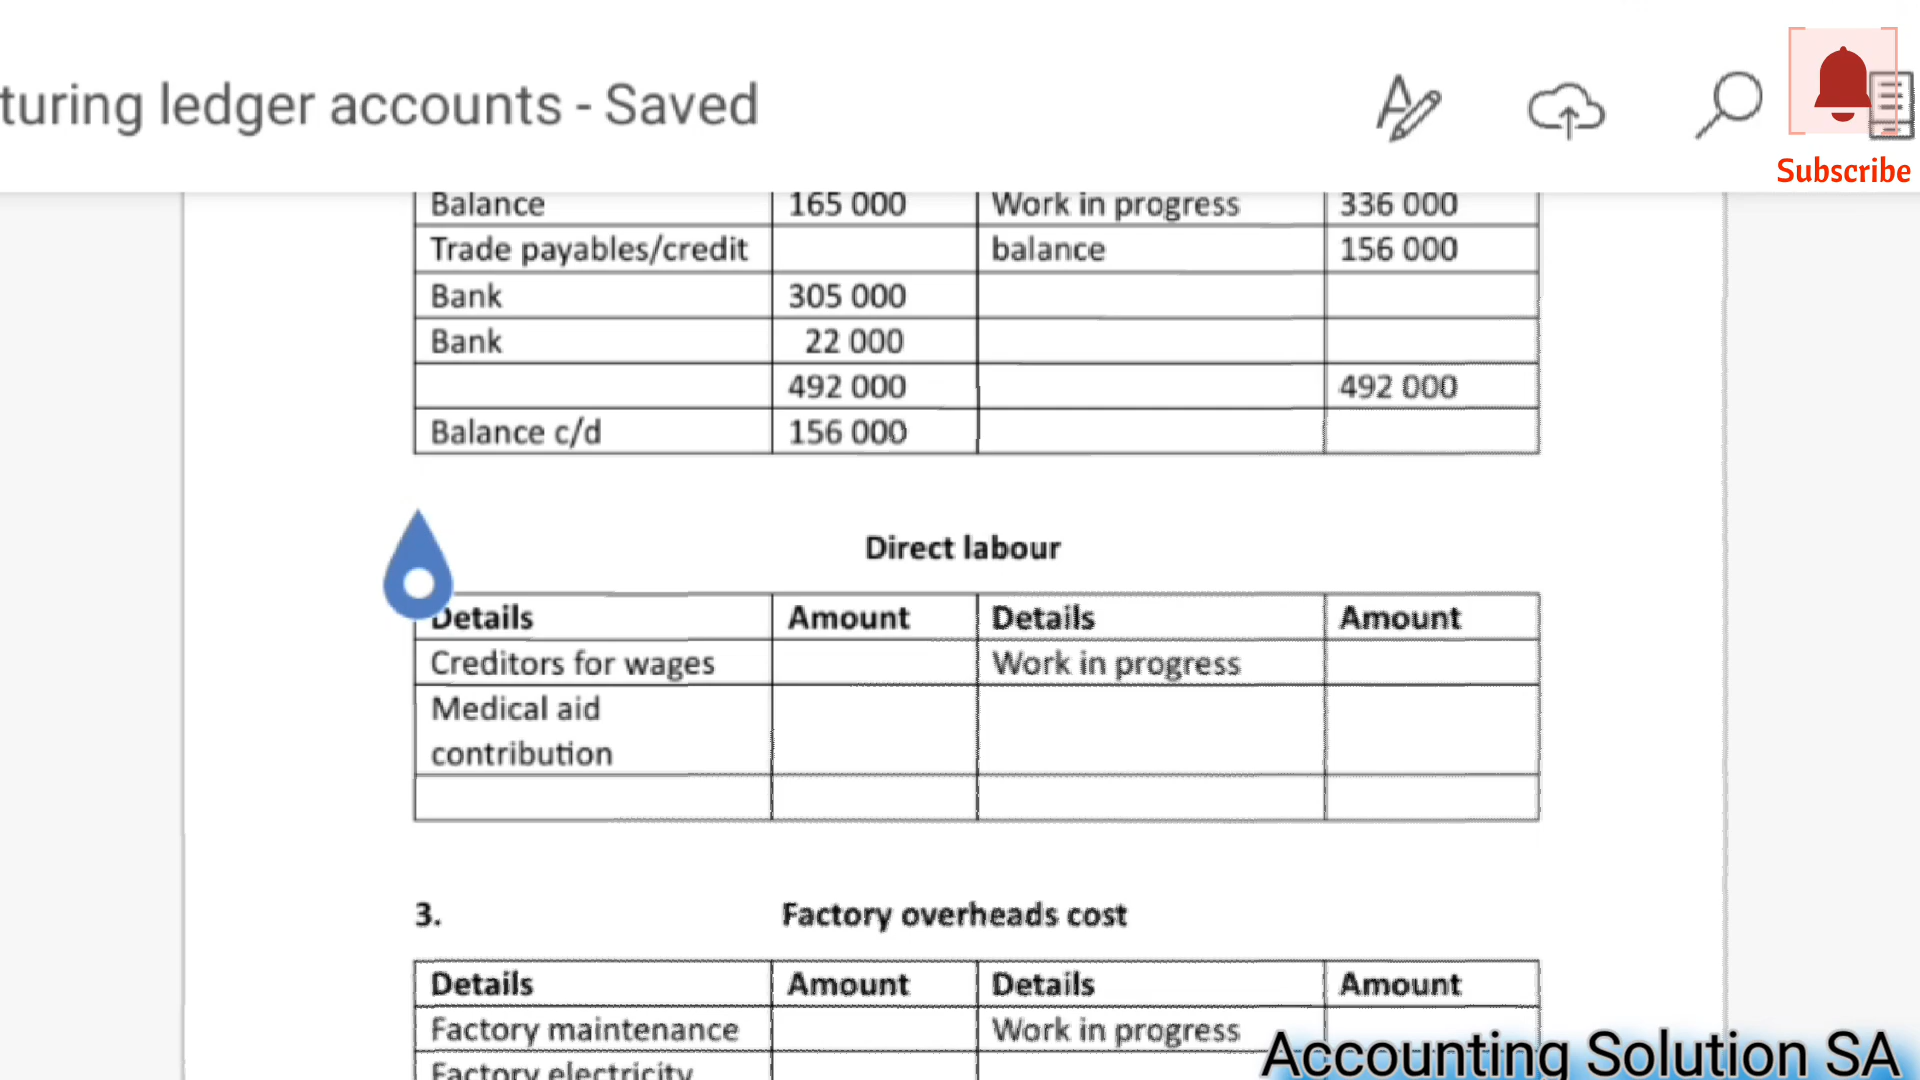 turing ledger accounts - Saved
Subscribe
Balance 165 000 Work in progress 336 000
Trade payables/credit balance 156 000
Bank 305 000
Bank 22 000
492 000 492 000
Balance c/d 156 000
Direct labour
Details Amount Details Amount
Creditors for wages Work in progress
Medical aid
contribution
3. Factory overheads cost
Details Amount Details Amount
Factory maintenance Work in progress
Factory electricity
Accounting Solution SA